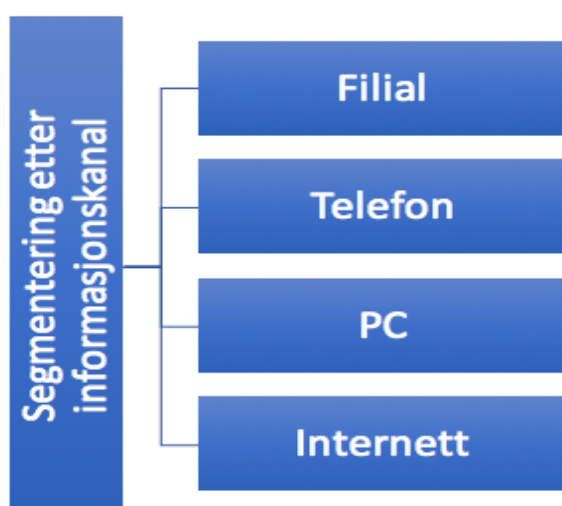 Segmentering etter
informasjonskanal
Filial
Telefon
PC
Internett